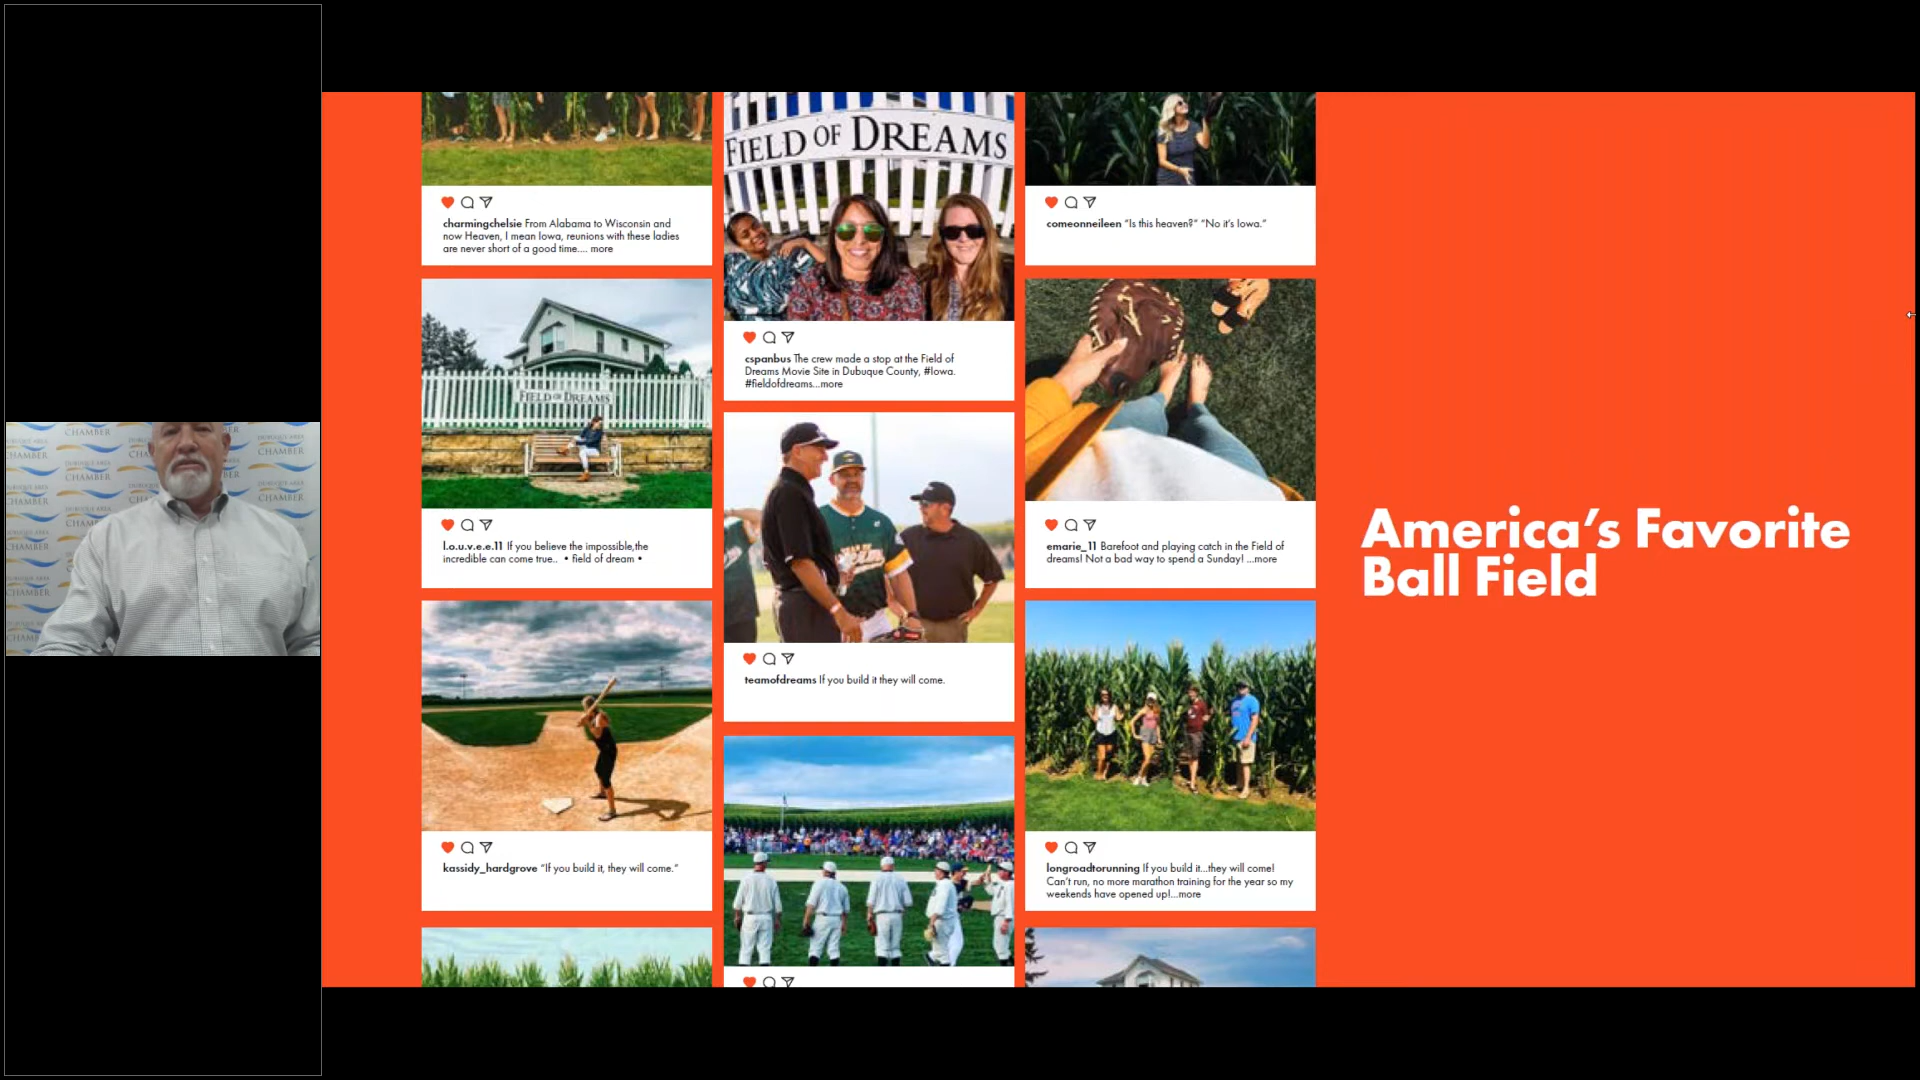 DUBUQUE AREA
CHAMBER
FIELD OF DREAMS
charmingchelsie From Alabama to Wisconsin and
now Heaven, I mean Iowa, reunions with these ladies
are never short of a good time.... more
FIELD OF DREAMS
l.o.u.v.e.e.11 If you believe the impossible,the
incredible can come true.. • field of dream •
kassidy_hardgrove “If you build it, they will come.”
cspanbus The crew made a stop at the Field of
Dreams Movie Site in Dubuque County, #Iowa.
#fieldofdreams...more
teamofdreams If you build it they will come.
comeonneileen “Is this heaven?” “No it’s Iowa.”
emarie_11 Barefoot and playing catch in the Field of
dreams! Not a bad way to spend a Sunday! ...more
longroadtorunning If you build it...they will come!
Can’t run, no more marathon training for the year so my
weekends have opened up!...more
America’s Favorite
Ball Field